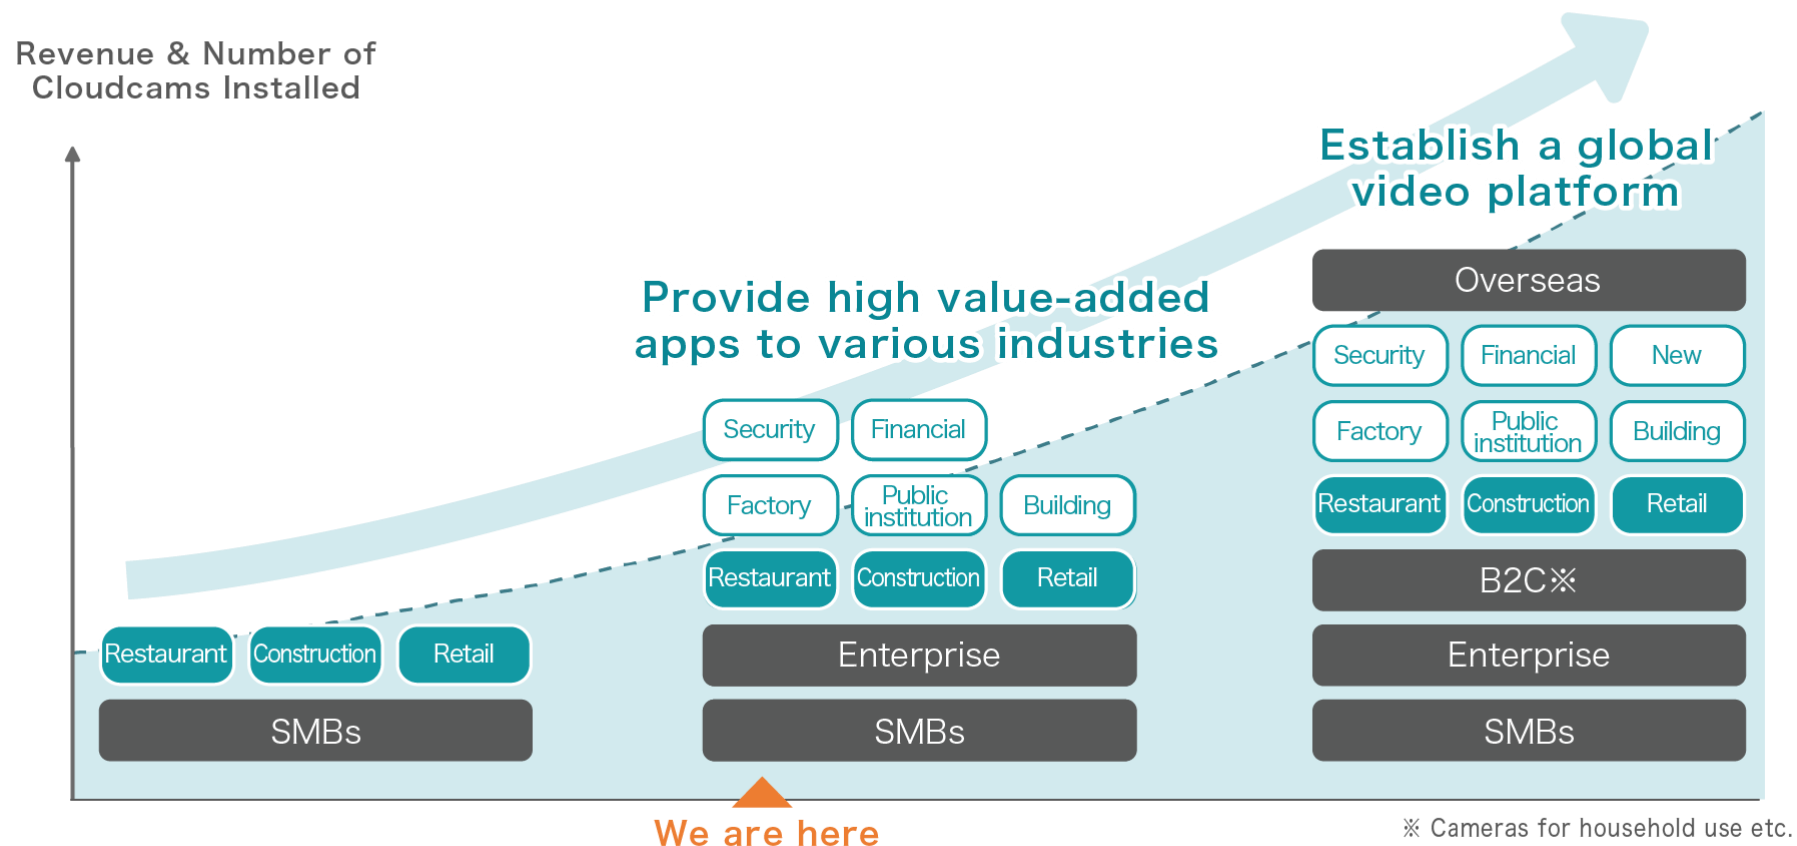 Revenue & Number of
Cloudcams Installed
Establish a global
video platform
Provide high value-added
apps to various industries
Restaurant
Construction
Retail
SMBs
Security
Financial
Factory
Public
institution
Building
Restaurant
Construction
Retail
Enterprise
SMBs
Overseas
Security
Financial
New
Factory
Public
institution
Building
Restaurant
Construction
Retail
B2C※
Enterprise
SMBs
We are here
※ Cameras for household use etc.